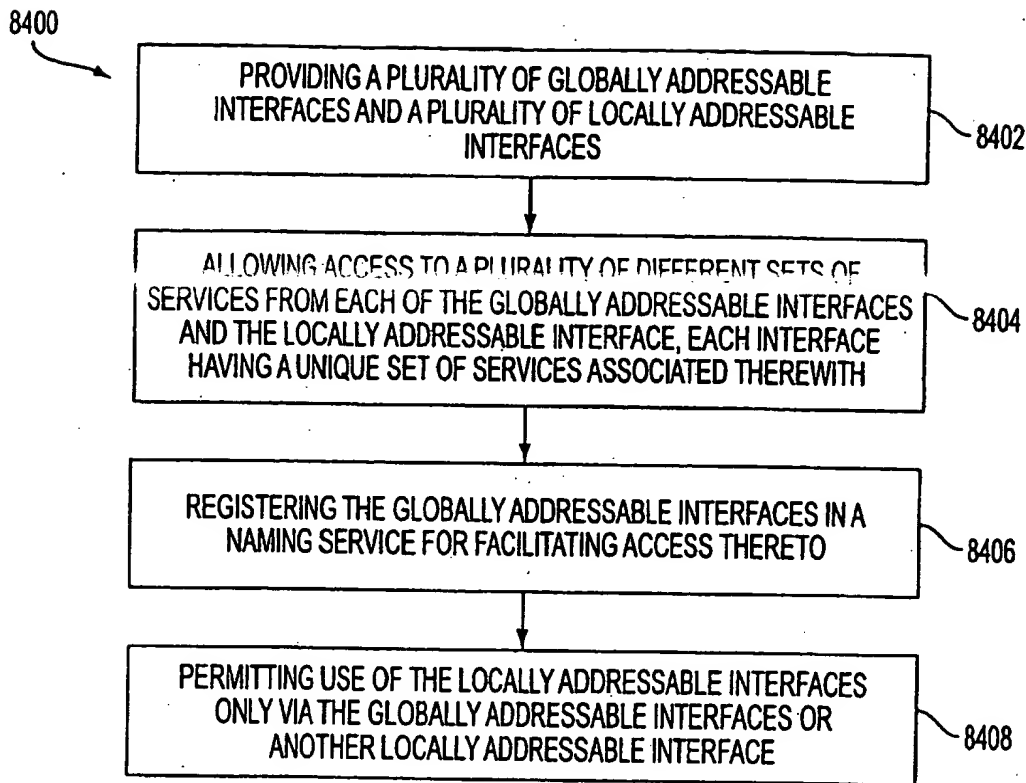 8400
PROVIDING A PLURALITY OF GLOBALLY ADDRESSABLE
INTERFACES AND A PLURALITY OF LOCALLY ADDRESSABLE
INTERFACES
8402
ALLOWING ACCESS TO A PLURALITY OF DIFFERENT SETS OF
SERVICES FROM EACH OF THE GLOBALLY ADDRESSABLE INTERFACES
AND THE LOCALLY ADDRESSABLE INTERFACE, EACH INTERFACE
HAVING A UNIQUE SET OF SERVICES ASSOCIATED THEREWITH
8404
REGISTERING THE GLOBALLY ADDRESSABLE INTERFACES IN A
NAMING SERVICE FOR FACILITATING ACCESS THERETO
8406
PERMITTING USE OF THE LOCALLY ADDRESSABLE INTERFACES
ONLY VIA THE GLOBALLY ADDRESSABLE INTERFACES OR
ANOTHER LOCALLY ADDRESSABLE INTERFACE
8408